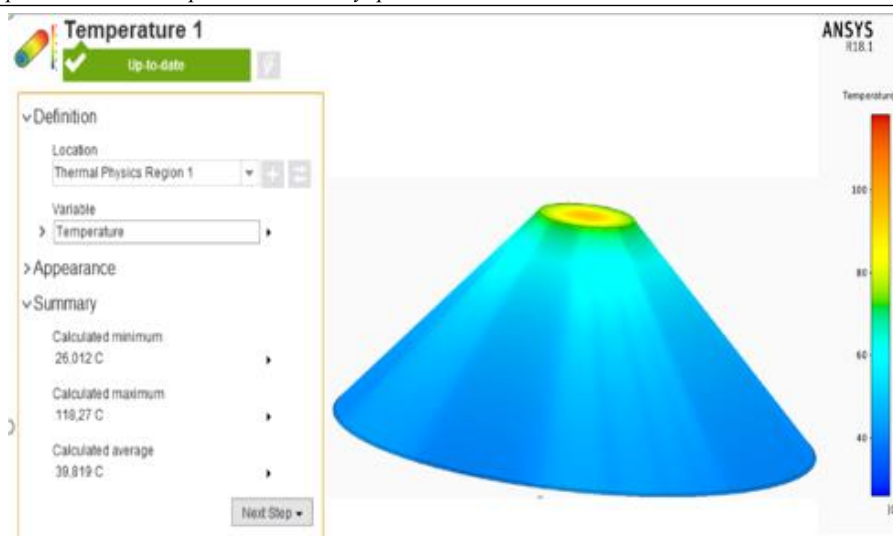 Temperature 1
Up-to-date
Definition
Location
Thermal Physics Region 1
Variable
Temperature
Appearance
Summary
Calculated minimum
26,012 C
Calculated maximum
118,27 C
Calculated average
39,819 C
Next Step
ANSYS
R18.1
Temperature
100
80
60
40